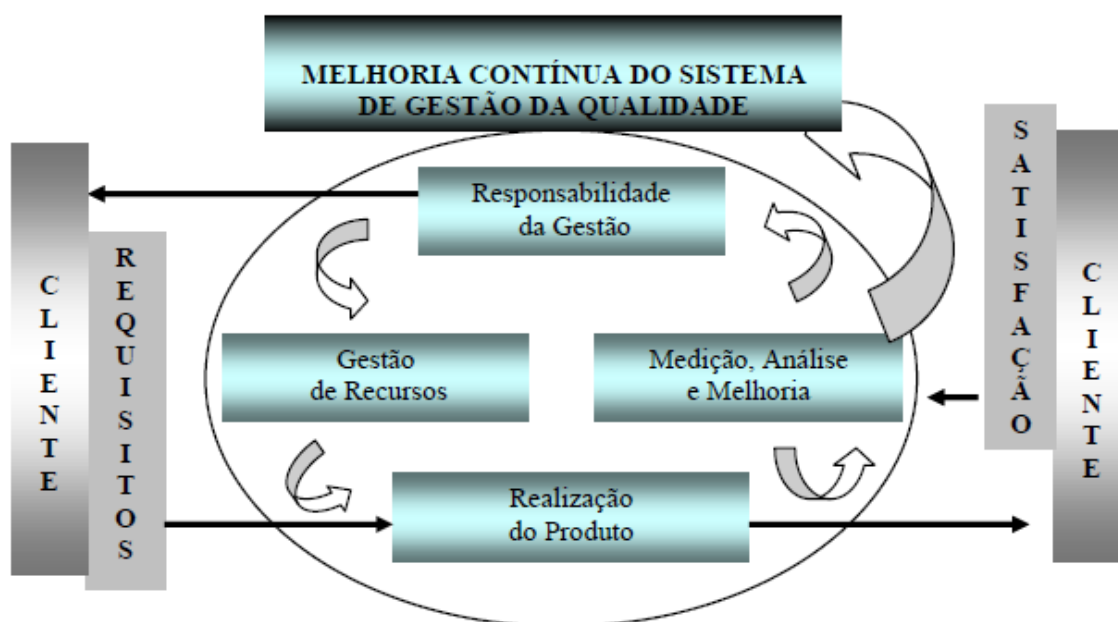 MELHORIA CONTÍNUA DO SISTEMA
DE GESTÃO DA QUALIDADE
CLIENTE
REQUISITOS
Responsabilidade
da Gestão
Gestão
de Recursos
Medição, Análise
e Melhoria
Realização
do Produto
SATISFAÇÃO
CLIENTE